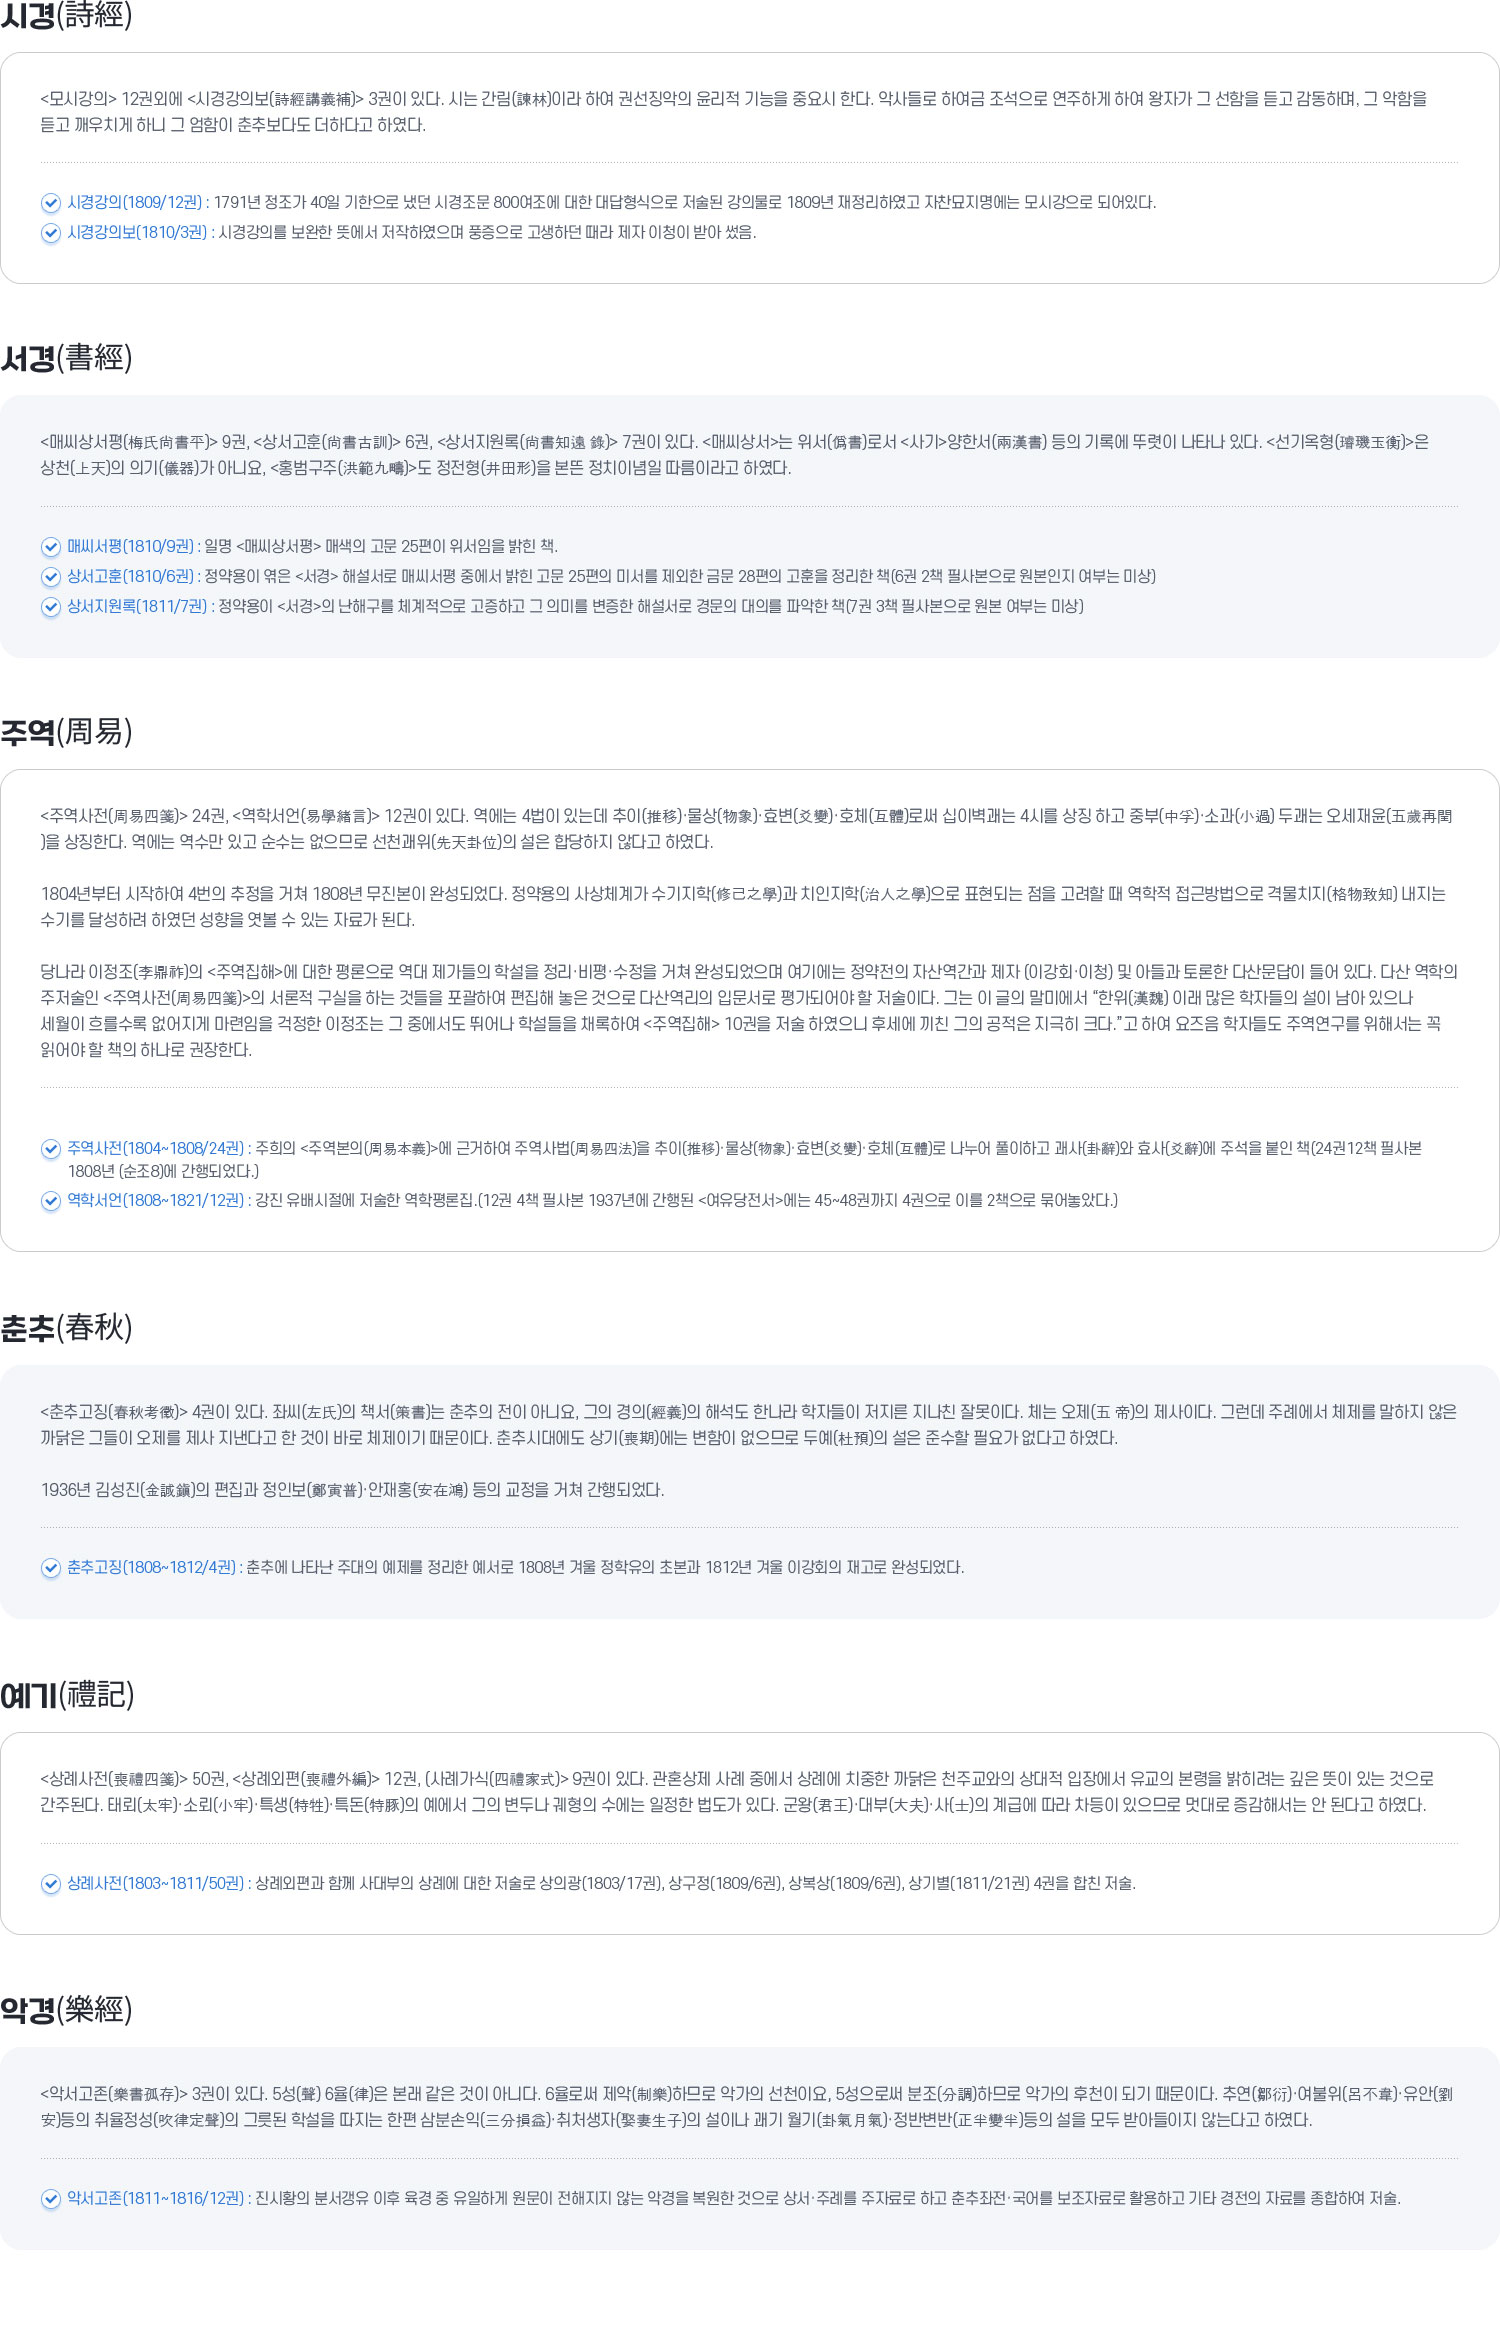 시경(詩經)
<모시강의> 12권외에 <시경강의보(詩經講義補)> 3권이 있다. 시는 간림(諫林)이라 하여 권선징악의 윤리적 기능을 중요시 한다. 악사들로 하여금 조석으로 연주하게 하여 왕자가 그 선함을 듣고 감동하며, 그 악함을
듣고 깨우치게 하니 그 엄함이 춘추보다도 더하다고 하였다.
시경강의(1809/12권) : 1791년 정조가 40일 기한으로 냈던 시경조문 800여조에 대한 대답형식으로 저술된 강의물로 1809년 재정리하였고 자찬묘지명에는 모시강으로 되어있다.
시경강의보(1810/3권) : 시경강의를 보완한 뜻에서 저작하였으며 풍증으로 고생하던 때라 제자 이청이 받아 썼음.
서경(書經)
<매씨상서평(梅氏尙書平)> 9권, <상서고훈(尙書古訓)> 6권, <상서지원록(尙書知遠 錄)> 7권이 있다. <매씨상서>는 위서(僞書)로서 <사기>양한서(兩漢書) 등의 기록에 뚜렷이 나타나 있다. <선기옥형(璿璣玉衡)>은
상천(上天)의 의기(儀器)가 아니요, <홍범구주(洪範九疇)>도 정전형(井田形)을 본뜬 정치이념일 따름이라고 하였다.
매씨서평(1810/9권) : 일명 <매씨상서평> 매색의 고문 25편이 위서임을 밝힌 책.
상서고훈(1810/6권) : 정약용이 엮은 <서경> 해설서로 매씨서평 중에서 밝힌 고문 25편의 미서를 제외한 금문 28편의 고훈을 정리한 책(6권 2책 필사본으로 원본인지 여부는 미상)
상서지원록(1811/7권) : 정약용이 <서경>의 난해구를 체계적으로 고증하고 그 의미를 변증한 해설서로 경문의 대의를 파악한 책(7권 3책 필사본으로 원본 여부는 미상)
주역(周易)
<주역사전(周易四箋)> 24권, <역학서언(易學緖言)> 12권이 있다. 역에는 4법이 있는데 추이(推移)·물상(物象)·효변(爻變)·호체(互體)로써 십이벽괘는 4시를 상징 하고 중부(中孚)·소과(小過) 두괘는 오세재윤(五歲再閏
)을 상징한다. 역에는 역수만 있고 순수는 없으므로 선천괘위(先天卦位)의 설은 합당하지 않다고 하였다.
1804년부터 시작하여 4번의 추정을 거쳐 1808년 무진본이 완성되었다. 정약용의 사상체계가 수기지학(修己之學)과 치인지학(治人之學)으로 표현되는 점을 고려할 때 역학적 접근방법으로 격물치지(格物致知) 내지는
수기를 달성하려 하였던 성향을 엿볼 수 있는 자료가 된다.
당나라 이정조(李鼎祚)의 <주역집해>에 대한 평론으로 역대 제가들의 학설을 정리·비평·수정을 거쳐 완성되었으며 여기에는 정약전의 자산역간과 제자 (이강회·이청) 및 아들과 토론한 다산문답이 들어 있다. 다산 역학의
주저술인 <주역사전(周易四箋)>의 서론적 구실을 하는 것들을 포괄하여 편집해 놓은 것으로 다산역리의 입문서로 평가되어야 할 저술이다. 그는 이 글의 말미에서 “한위(漢魏) 이래 많은 학자들의 설이 남아 있으나
세월이 흐를수록 없어지게 마련임을 걱정한 이정조는 그 중에서도 뛰어나 학설들을 채록하여 <주역집해> 10권을 저술 하였으니 후세에 끼친 그의 공적은 지극히 크다.”고 하여 요즈음 학자들도 주역연구를 위해서는 꼭
읽어야 할 책의 하나로 권장한다.
주역사전(1804~1808/24권) : 주희의 <주역본의(周易本義)>에 근거하여 주역사법(周易四法)을 추이(推移)·물상(物象)·효변(爻變)·호체(互體)로 나누어 풀이하고 괘사(卦辭)와 효사(爻辭)에 주석을 붙인 책(24권12책 필사본
1808년 (순조8)에 간행되었다.)
역학서언(1808~1821/12권) : 강진 유배시절에 저술한 역학평론집.(12권 4책 필사본 1937년에 간행된 <여유당전서>에는 45~48권까지 4권으로 이를 2책으로 묶어놓았다.)
춘추(春秋)
<춘추고징(春秋考徵)> 4권이 있다. 좌씨(左氏)의 책서(策書)는 춘추의 전이 아니요, 그의 경의(經義)의 해석도 한나라 학자들이 저지른 지나친 잘못이다. 체는 오제(五 帝)의 제사이다. 그런데 주례에서 체제를 말하지 않은
까닭은 그들이 오제를 제사 지낸다고 한 것이 바로 체제이기 때문이다. 춘추시대에도 상기(喪期)에는 변함이 없으므로 두예(杜預)의 설은 준수할 필요가 없다고 하였다.
1936년 김성진(金誠鎭)의 편집과 정인보(鄭寅普)·안재홍(安在鴻) 등의 교정을 거쳐 간행되었다.
춘추고징(1808~1812/4권) : 춘추에 나타난 주대의 예제를 정리한 예서로 1808년 겨울 정학유의 초본과 1812년 겨울 이강회의 재고로 완성되었다.
예기(禮記)
<상례사전(喪禮四箋)> 50권, <상례외편(喪禮外編)> 12권, (사례가식(四禮家式)> 9권이 있다. 관혼상제 사례 중에서 상례에 치중한 까닭은 천주교와의 상대적 입장에서 유교의 본령을 밝히려는 깊은 뜻이 있는 것으로
간주된다. 태뢰(太牢)·소뢰(小牢)·특생(特牲)·특돈(特豚)의 예에서 그의 변두나 궤형의 수에는 일정한 법도가 있다. 군왕(君王)·대부(大夫)·사(士)의 계급에 따라 차등이 있으므로 멋대로 증감해서는 안 된다고 하였다.
상례사전(1803~1811/50권) : 상례외편과 함께 사대부의 상례에 대한 저술로 상의광(1803/17권), 상구정(1809/6권), 상복상(1809/6권), 상기별(1811/21권) 4권을 합친 저술.
악경(樂經)
<악서고존(樂書孤存)> 3권이 있다. 5성(聲) 6율(律)은 본래 같은 것이 아니다. 6율로써 제악(制樂)하므로 악가의 선천이요, 5성으로써 분조(分調)하므로 악가의 후천이 되기 때문이다. 추연(鄒衍)·여불위(呂不韋)·유안(劉
安)등의 취율정성(吹律定聲)의 그릇된 학설을 따지는 한편 삼분손익(三分損益)·취처생자(娶妻生子)의 설이나 괘기 월기(卦氣月氣)·정반변반(正半變半)등의 설을 모두 받아들이지 않는다고 하였다.
악서고존(1811~1816/12권) : 진시황의 분서갱유 이후 육경 중 유일하게 원문이 전해지지 않는 악경을 복원한 것으로 상서·주례를 주자료로 하고 춘추좌전·국어를 보조자료로 활용하고 기타 경전의 자료를 종합하여 저술.